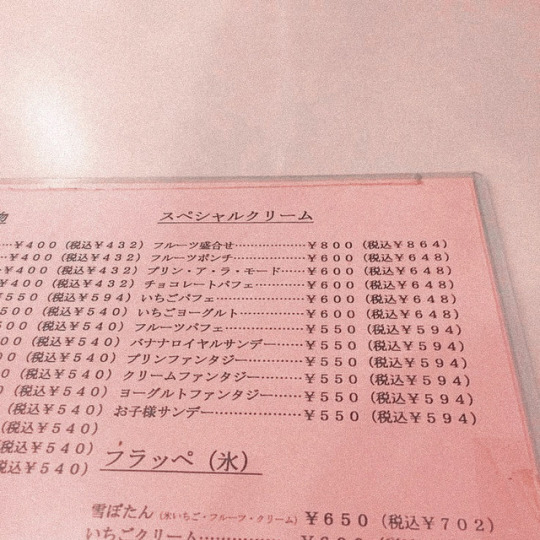 スペシャルクリーム
…¥400（税込¥432）
…¥400（税込¥432）
¥400（税込¥432）
¥400（税込¥432）
¥550（税込¥594）
500（税込¥540）
500（税込¥540）
00（税込¥540）
00（税込¥540）
0（税込¥540）
0（税込¥540）
（税込¥540）
（税込¥540）
税込¥540）
税込¥540）
フルーツ盛合せ………………¥800（税込¥864）
フルーツポンチ………………¥600（税込¥648）
プリン・ア・ラ・モード……¥600（税込¥648）
チョコレートパフェ…………¥600（税込¥648）
いちごパフェ…………………¥600（税込¥648）
いちごヨーグルト……………¥600（税込¥648）
フルーツパフェ………………¥550（税込¥594）
バナナロイヤルサンデー……¥550（税込¥594）
プリンファンタジー…………¥550（税込¥594）
クリームファンタジー………¥550（税込¥594）
ヨーグルトファンタジー……¥550（税込¥594）
お子様サンデー………………¥550（税込¥594）
フラッペ（氷）
雪ぼたん（氷いちご・フルーツ・クリーム）¥650（税込¥702）
いちごクリーム